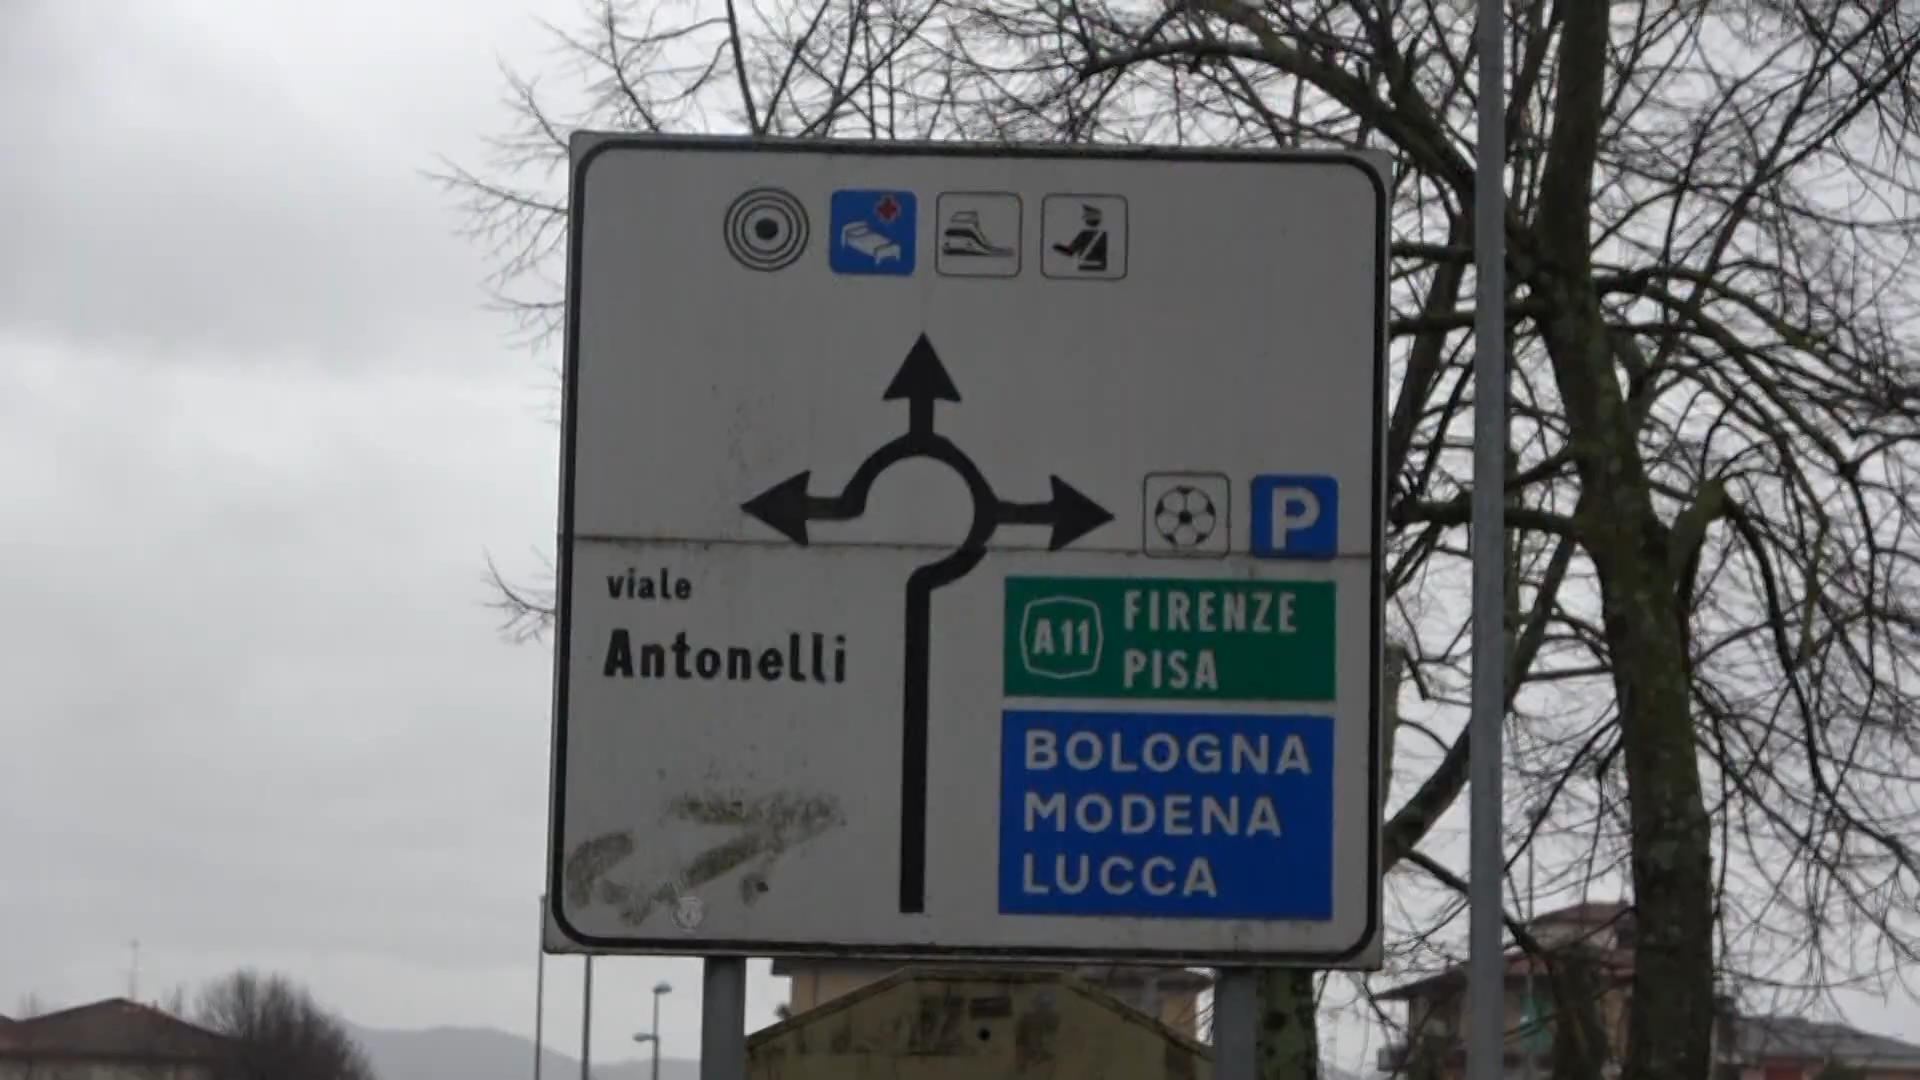 P
viale
Antonelli
A11
FIRENZE
PISA
BOLOGNA
MODENA
LUCCA